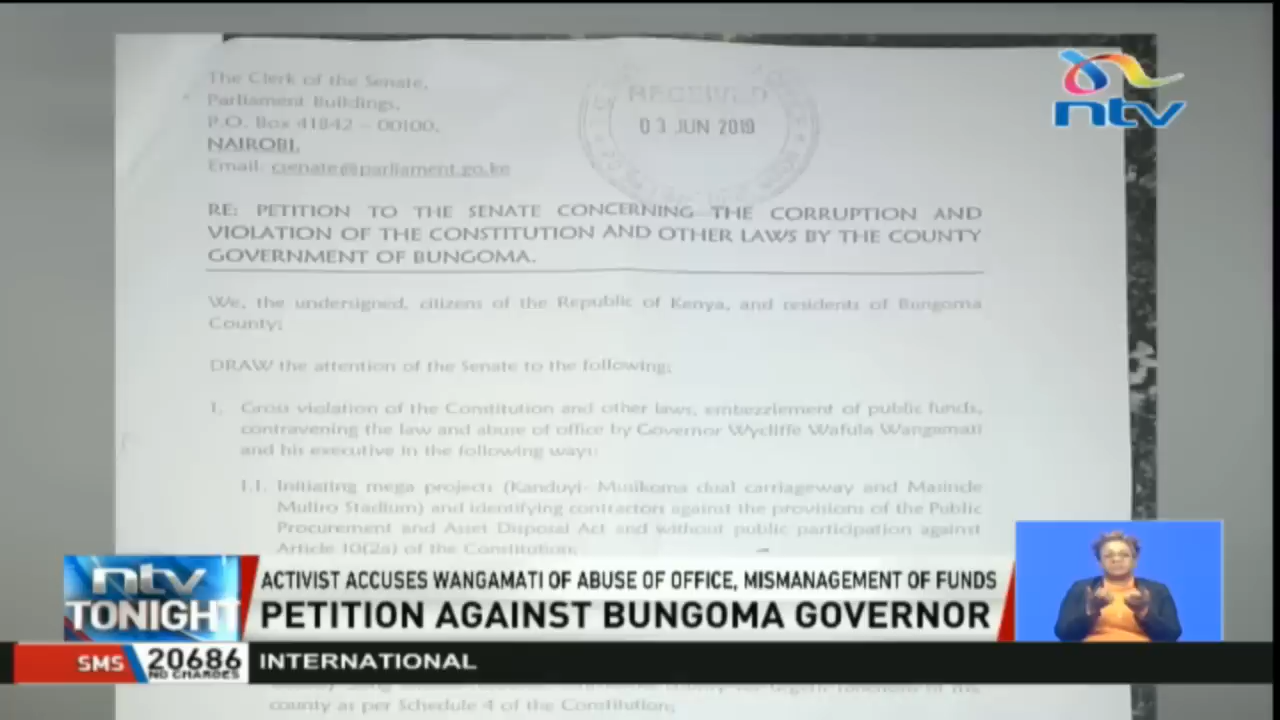 The Clerk of the Senate,
Parliament Buildings,
P.O. Box 41842 – 00100,
NAIROBI.
Email: csenate@parliament.go.ke
RECEIVED
03 JUN 2019
ntv
RE: PETITION TO THE SENATE CONCERNING THE CORRUPTION AND
VIOLATION OF THE CONSTITUTION AND OTHER LAWS BY THE COUNTY
GOVERNMENT OF BUNGOMA.
We, the undersigned, citizens of the Republic of Kenya, and residents of Bungoma
County;
DRAW the attention of the Senate to the following;
1. Gross violation of the Constitution and other laws, embezzlement of public funds,
contravening the law and abuse of office by Governor Wycliffe Wafula Wangamati
and his executive in the following ways:
1.1. Initiating mega projects (Kanduyi- Musikoma dual carriageway and Masinde
Muliro Stadium) and identifying contractors against the provisions of the Public
Procurement and Asset Disposal Act and without public participation against
Article 10(2a) of the Constitution;
ntv
TONIGHT
ACTIVIST ACCUSES WANGAMATI OF ABUSE OF OFFICE, MISMANAGEMENT OF FUNDS
PETITION AGAINST BUNGOMA GOVERNOR
SMS 20686
NO CHARGES
INTERNATIONAL
county as per Schedule 4 of the Constitution;